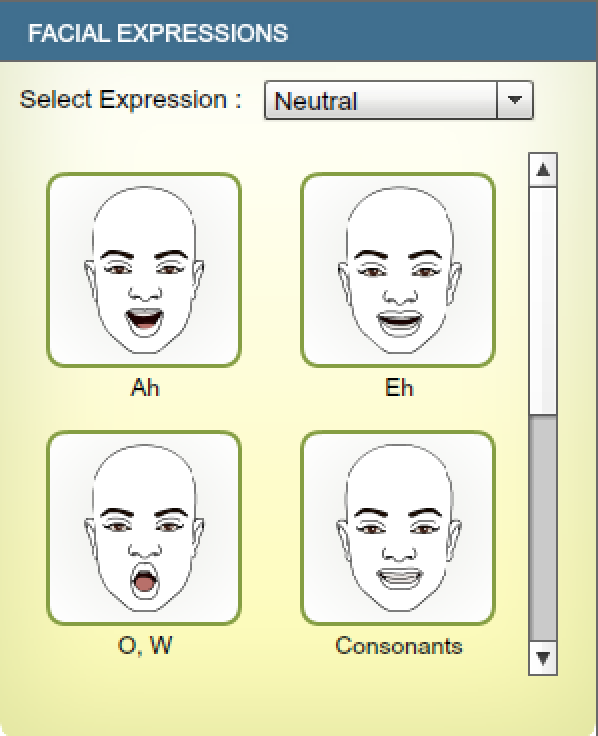 FACIAL EXPRESSIONS
Select Expression : Neutral
Ah Eh
O, W Consonants